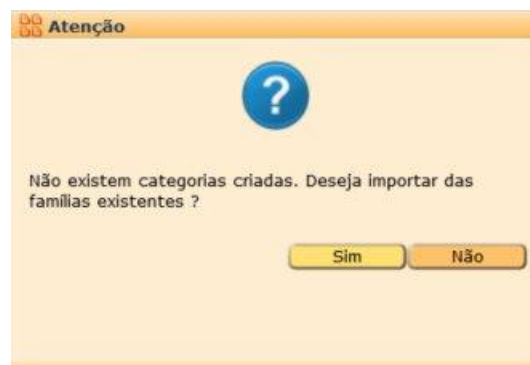 Atenção
?
Não existem categorias criadas. Deseja importar das
famílias existentes ?
Sim Não